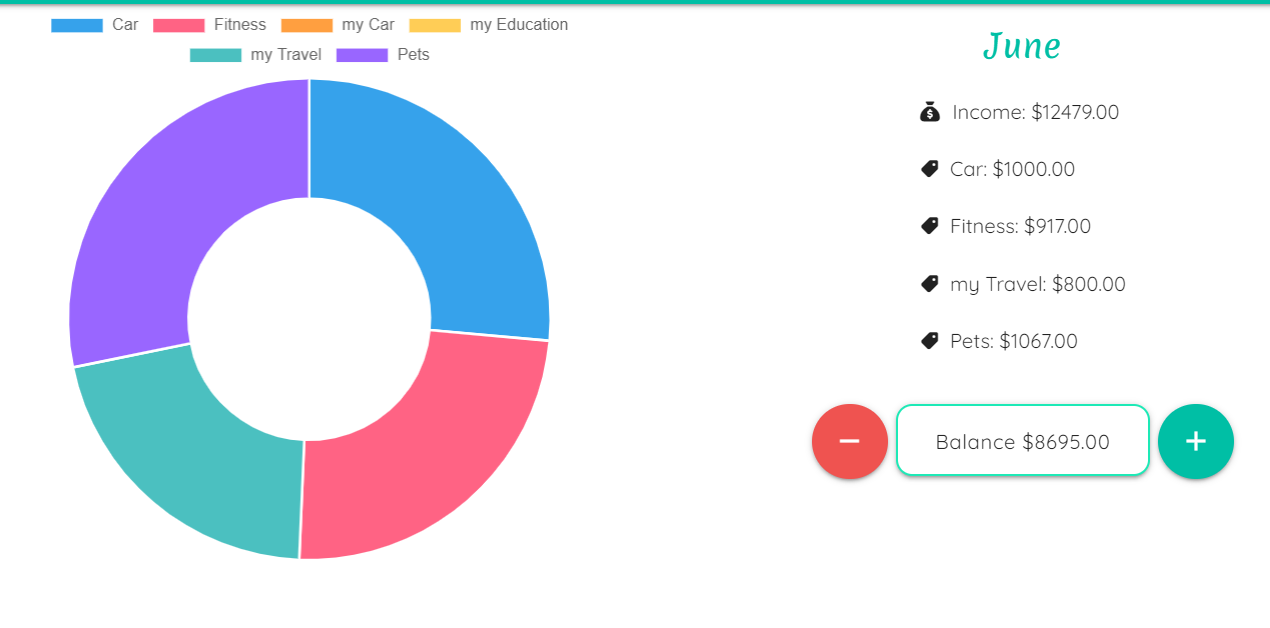 Car Fitness my Car my Education
my Travel Pets
June
Income: $12479.00
Car: $1000.00
Fitness: $917.00
my Travel: $800.00
Pets: $1067.00
Balance $8695.00